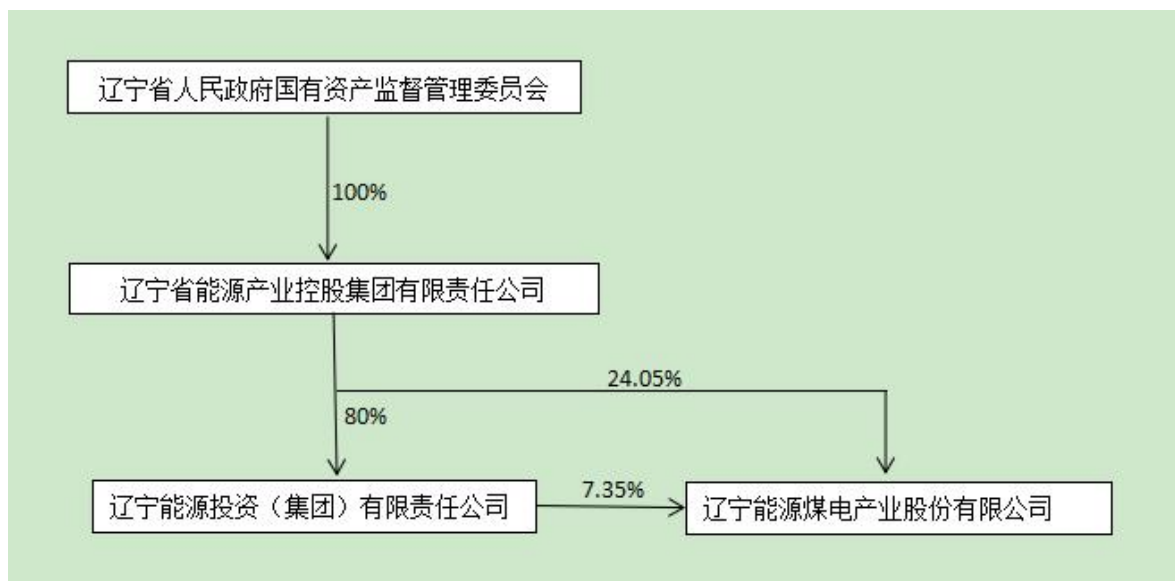 辽宁省人民政府国有资产监督管理委员会
100%
辽宁省能源产业控股集团有限责任公司
24.05%
80%
辽宁能源投资（集团）有限责任公司
7.35%
辽宁能源煤电产业股份有限公司